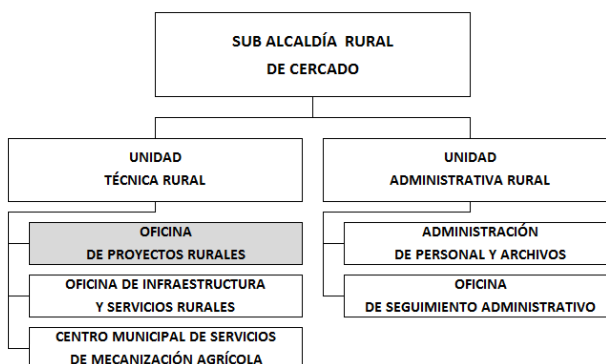 SUB ALCALDÍA RURAL
DE CERCADO
UNIDAD
TÉCNICA RURAL
OFICINA
DE PROYECTOS RURALES
OFICINA DE INFRAESTRUCTURA
Y SERVICIOS RURALES
CENTRO MUNICIPAL DE SERVICIOS
DE MECANIZACIÓN AGRÍCOLA
UNIDAD
ADMINISTRATIVA RURAL
ADMINISTRACIÓN
DE PERSONAL Y ARCHIVOS
OFICINA
DE SEGUIMIENTO ADMINISTRATIVO